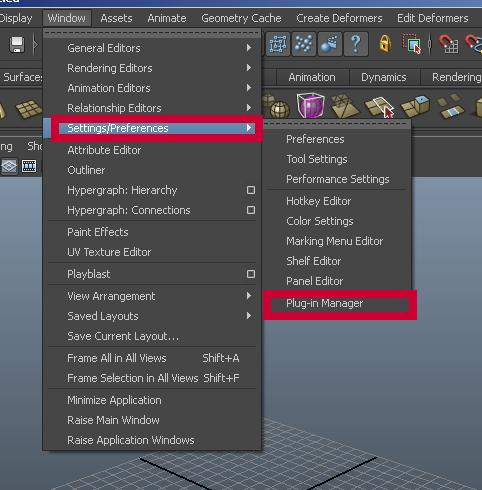 Display Window Assets Animate Geometry Cache Create Deformers Edit Deformers
Surfaces Animation Dynamics Rendering
General Editors
Rendering Editors
Animation Editors
Relationship Editors
Settings/Preferences
Attribute Editor
Outliner
Hypergraph: Hierarchy
Hypergraph: Connections
Paint Effects
UV Texture Editor
Playblast
View Arrangement
Saved Layouts
Save Current Layout...
Frame All in All Views Shift+A
Frame Selection in All Views Shift+F
Minimize Application
Raise Main Window
Raise Application Windows
Preferences
Tool Settings
Performance Settings
Hotkey Editor
Color Settings
Marking Menu Editor
Shelf Editor
Panel Editor
Plug-in Manager